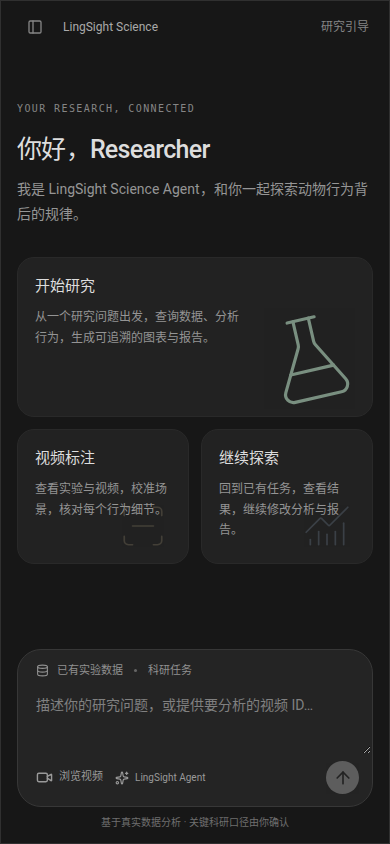 LingSight Science
研究引导
YOUR RESEARCH, CONNECTED
你好，Researcher
我是 LingSight Science Agent，和你一起探索动物行为背
后的规律。
开始研究
从一个研究问题出发，查询数据、分析
行为，生成可追溯的图表与报告。
视频标注
查看实验与视频，校准场
景，核对每个行为细节。
继续探索
回到已有任务，查看结
果，继续修改分析与报
告。
已有实验数据 • 科研任务
描述你的研究问题，或提供要分析的视频 ID...
浏览视频
LingSight Agent
基于真实数据分析 · 关键科研口径由你确认